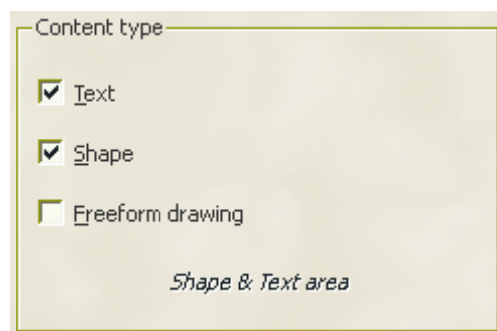 Content type
Text
Shape
Freeform drawing
Shape & Text area